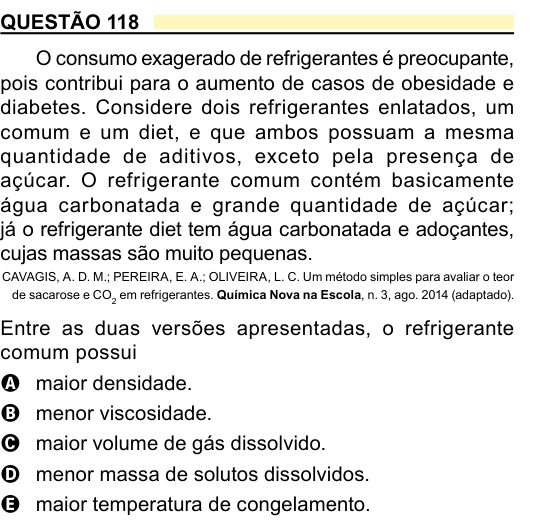 QUESTÃO 118
O consumo exagerado de refrigerantes é preocupante,
pois contribui para o aumento de casos de obesidade e
diabetes. Considere dois refrigerantes enlatados, um
comum e um diet, e que ambos possuam a mesma
quantidade de aditivos, exceto pela presença de
açúcar. O refrigerante comum contém basicamente
água carbonatada e grande quantidade de açúcar;
já o refrigerante diet tem água carbonatada e adoçantes,
cujas massas são muito pequenas.
CAVAGIS, A. D. M.; PEREIRA, E. A.; OLIVEIRA, L. C. Um método simples para avaliar o teor
de sacarose e CO₂ em refrigerantes. Química Nova na Escola, n. 3, ago. 2014 (adaptado).
Entre as duas versões apresentadas, o refrigerante
comum possui
A maior densidade.
B menor viscosidade.
C maior volume de gás dissolvido.
D menor massa de solutos dissolvidos.
E maior temperatura de congelamento.